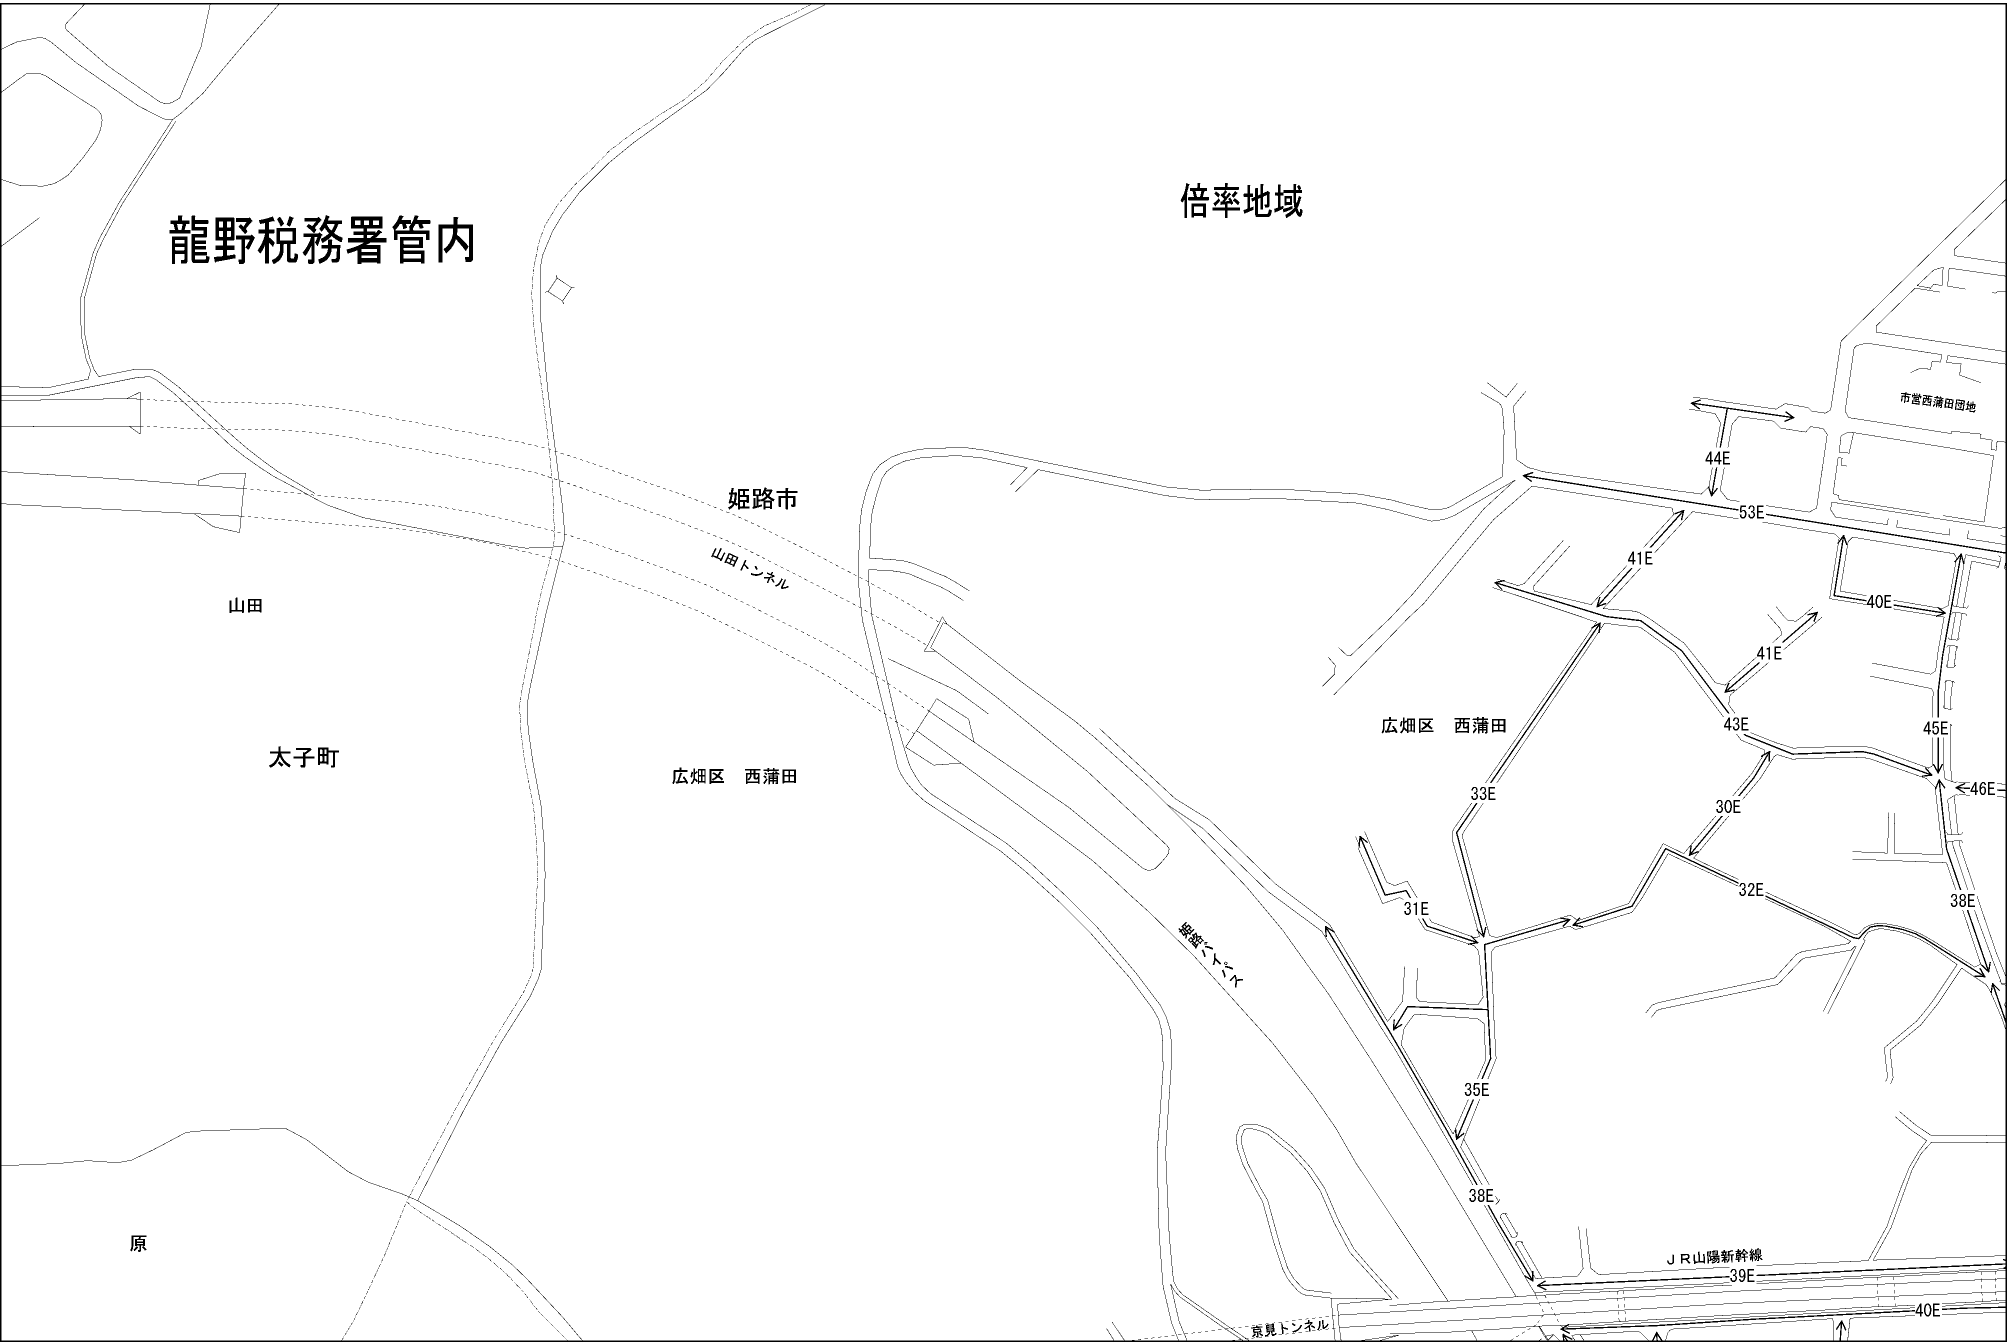 倍率地域
龍野税務署管内
市営西蒲田団地
44E
姫路市
53E
山田トンネル
41E
山田
40E
41E
広畑区　西蒲田
43E
45E
太子町
広畑区　西蒲田
46E
33E
30E
32E
38E
31E
姫路バイパス
35E
38E
原
ＪＲ山陽新幹線
39E
40E
京見トンネル